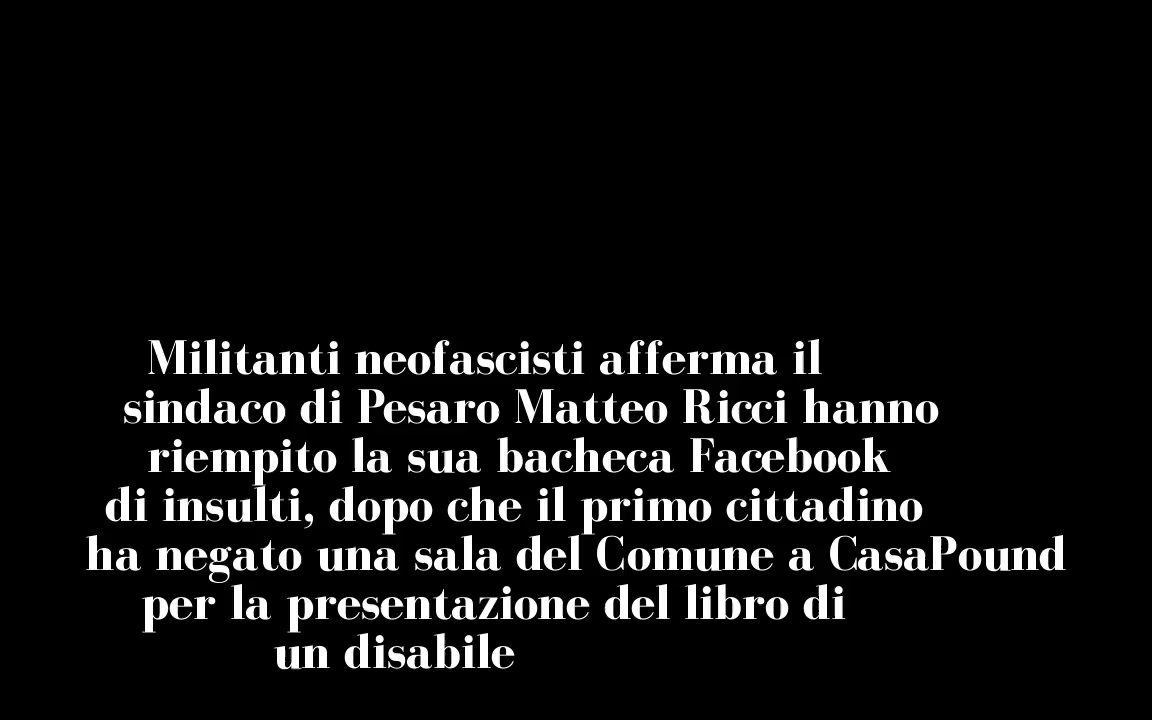 Militanti neofascisti afferma il
sindaco di Pesaro Matteo Ricci hanno
riempito la sua bacheca Facebook
di insulti, dopo che il primo cittadino
ha negato una sala del Comune a CasaPound
per la presentazione del libro di
un disabile